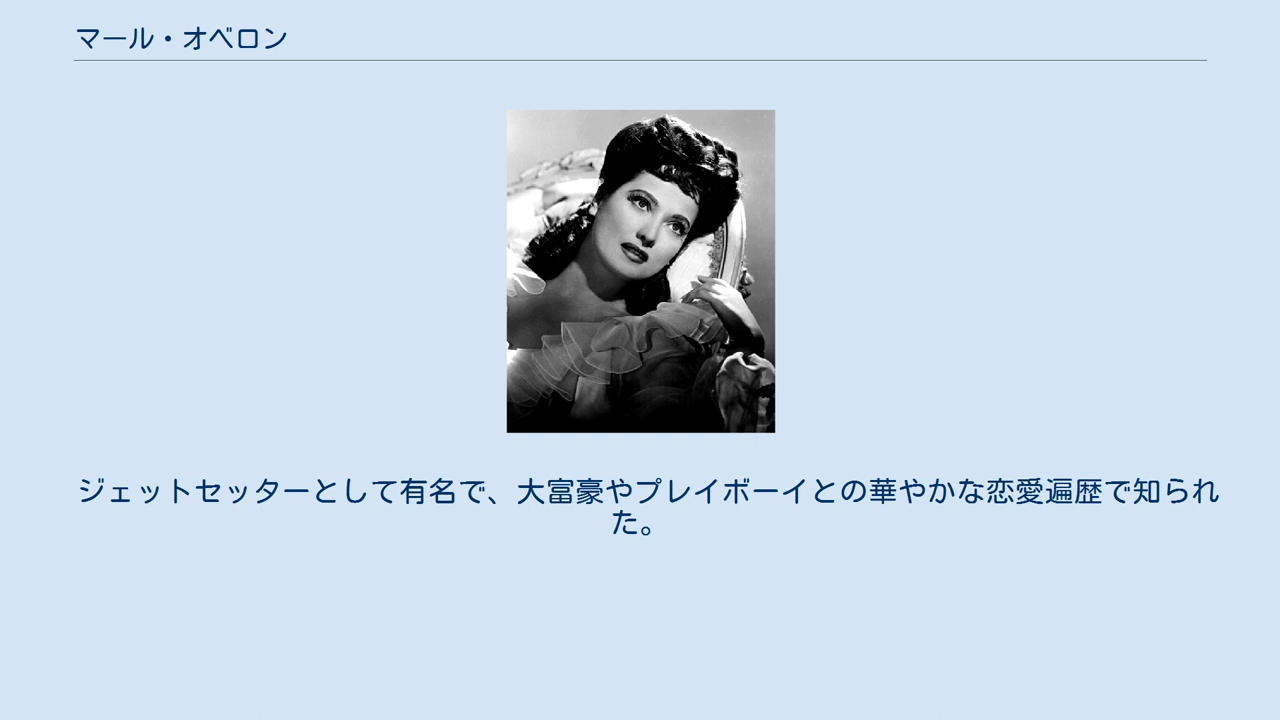 マール・オベロン
ジェットセッターとして有名で、大富豪やプレイボーイとの華やかな恋愛遍歴で知られ
た。